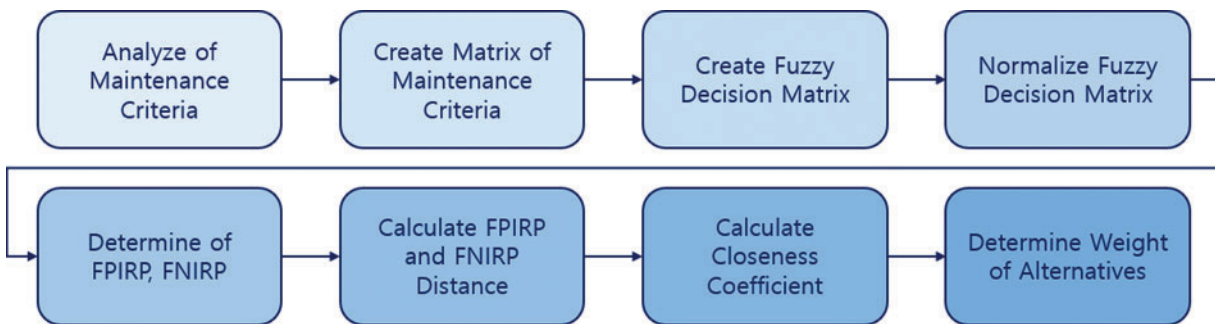 Analyze of
Maintenance
Criteria
Create Matrix of
Maintenance
Criteria
Create Fuzzy
Decision Matrix
Normalize Fuzzy
Decision Matrix
Determine of
FPIRP, FNIRP
Calculate FPIRP
and FNIRP
Distance
Calculate
Closeness
Coefficient
Determine Weight
of Alternatives